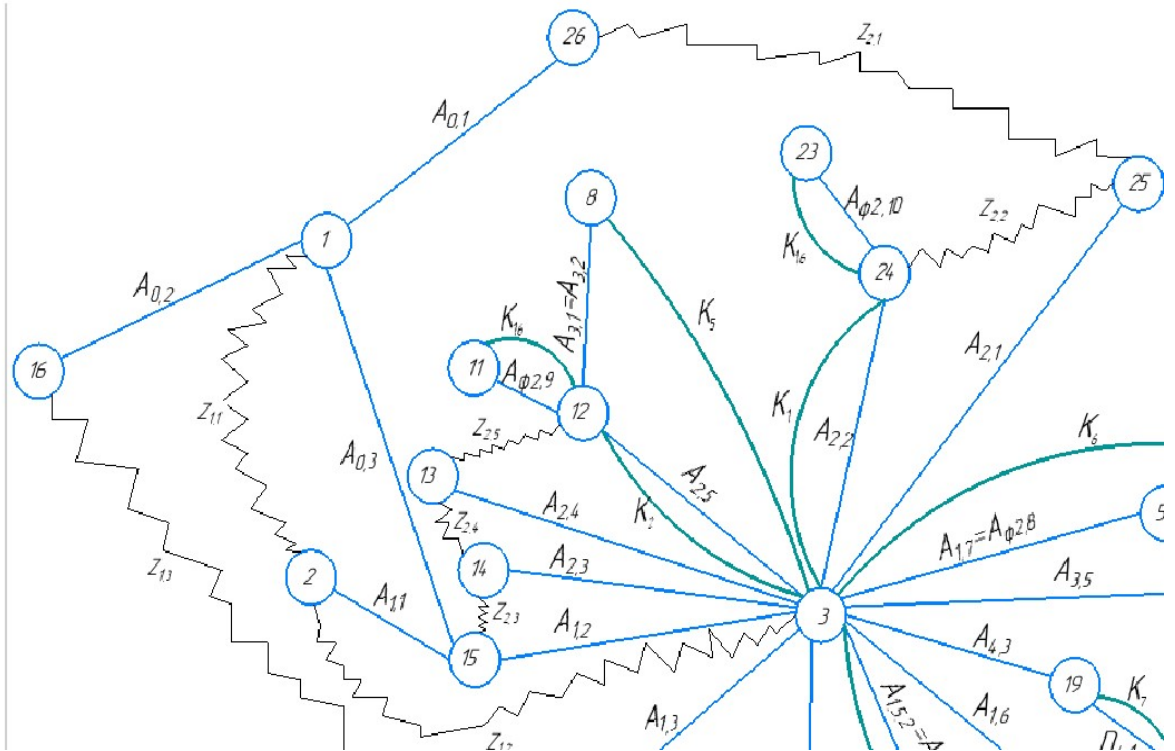 26
Z2,1
A0,1
23
25
8
Aф2,10
Z2,2
1
K16
24
A0,2
A3,1=A3,2
K5
A2,1
K16
16
11
Aф2,9
12
K1
Z1,1
Z2,5
A2,2
K6
A0,3
13
A2,5
A2,4
K2
A1,7=Aф2,8
Z2,4
Z1,3
14
A2,3
A3,5
2
A1,1
Z2,3
A1,2
3
A4,3
15
19
K7
A1,3
A1,5,2=A
A1,6
Z1,2